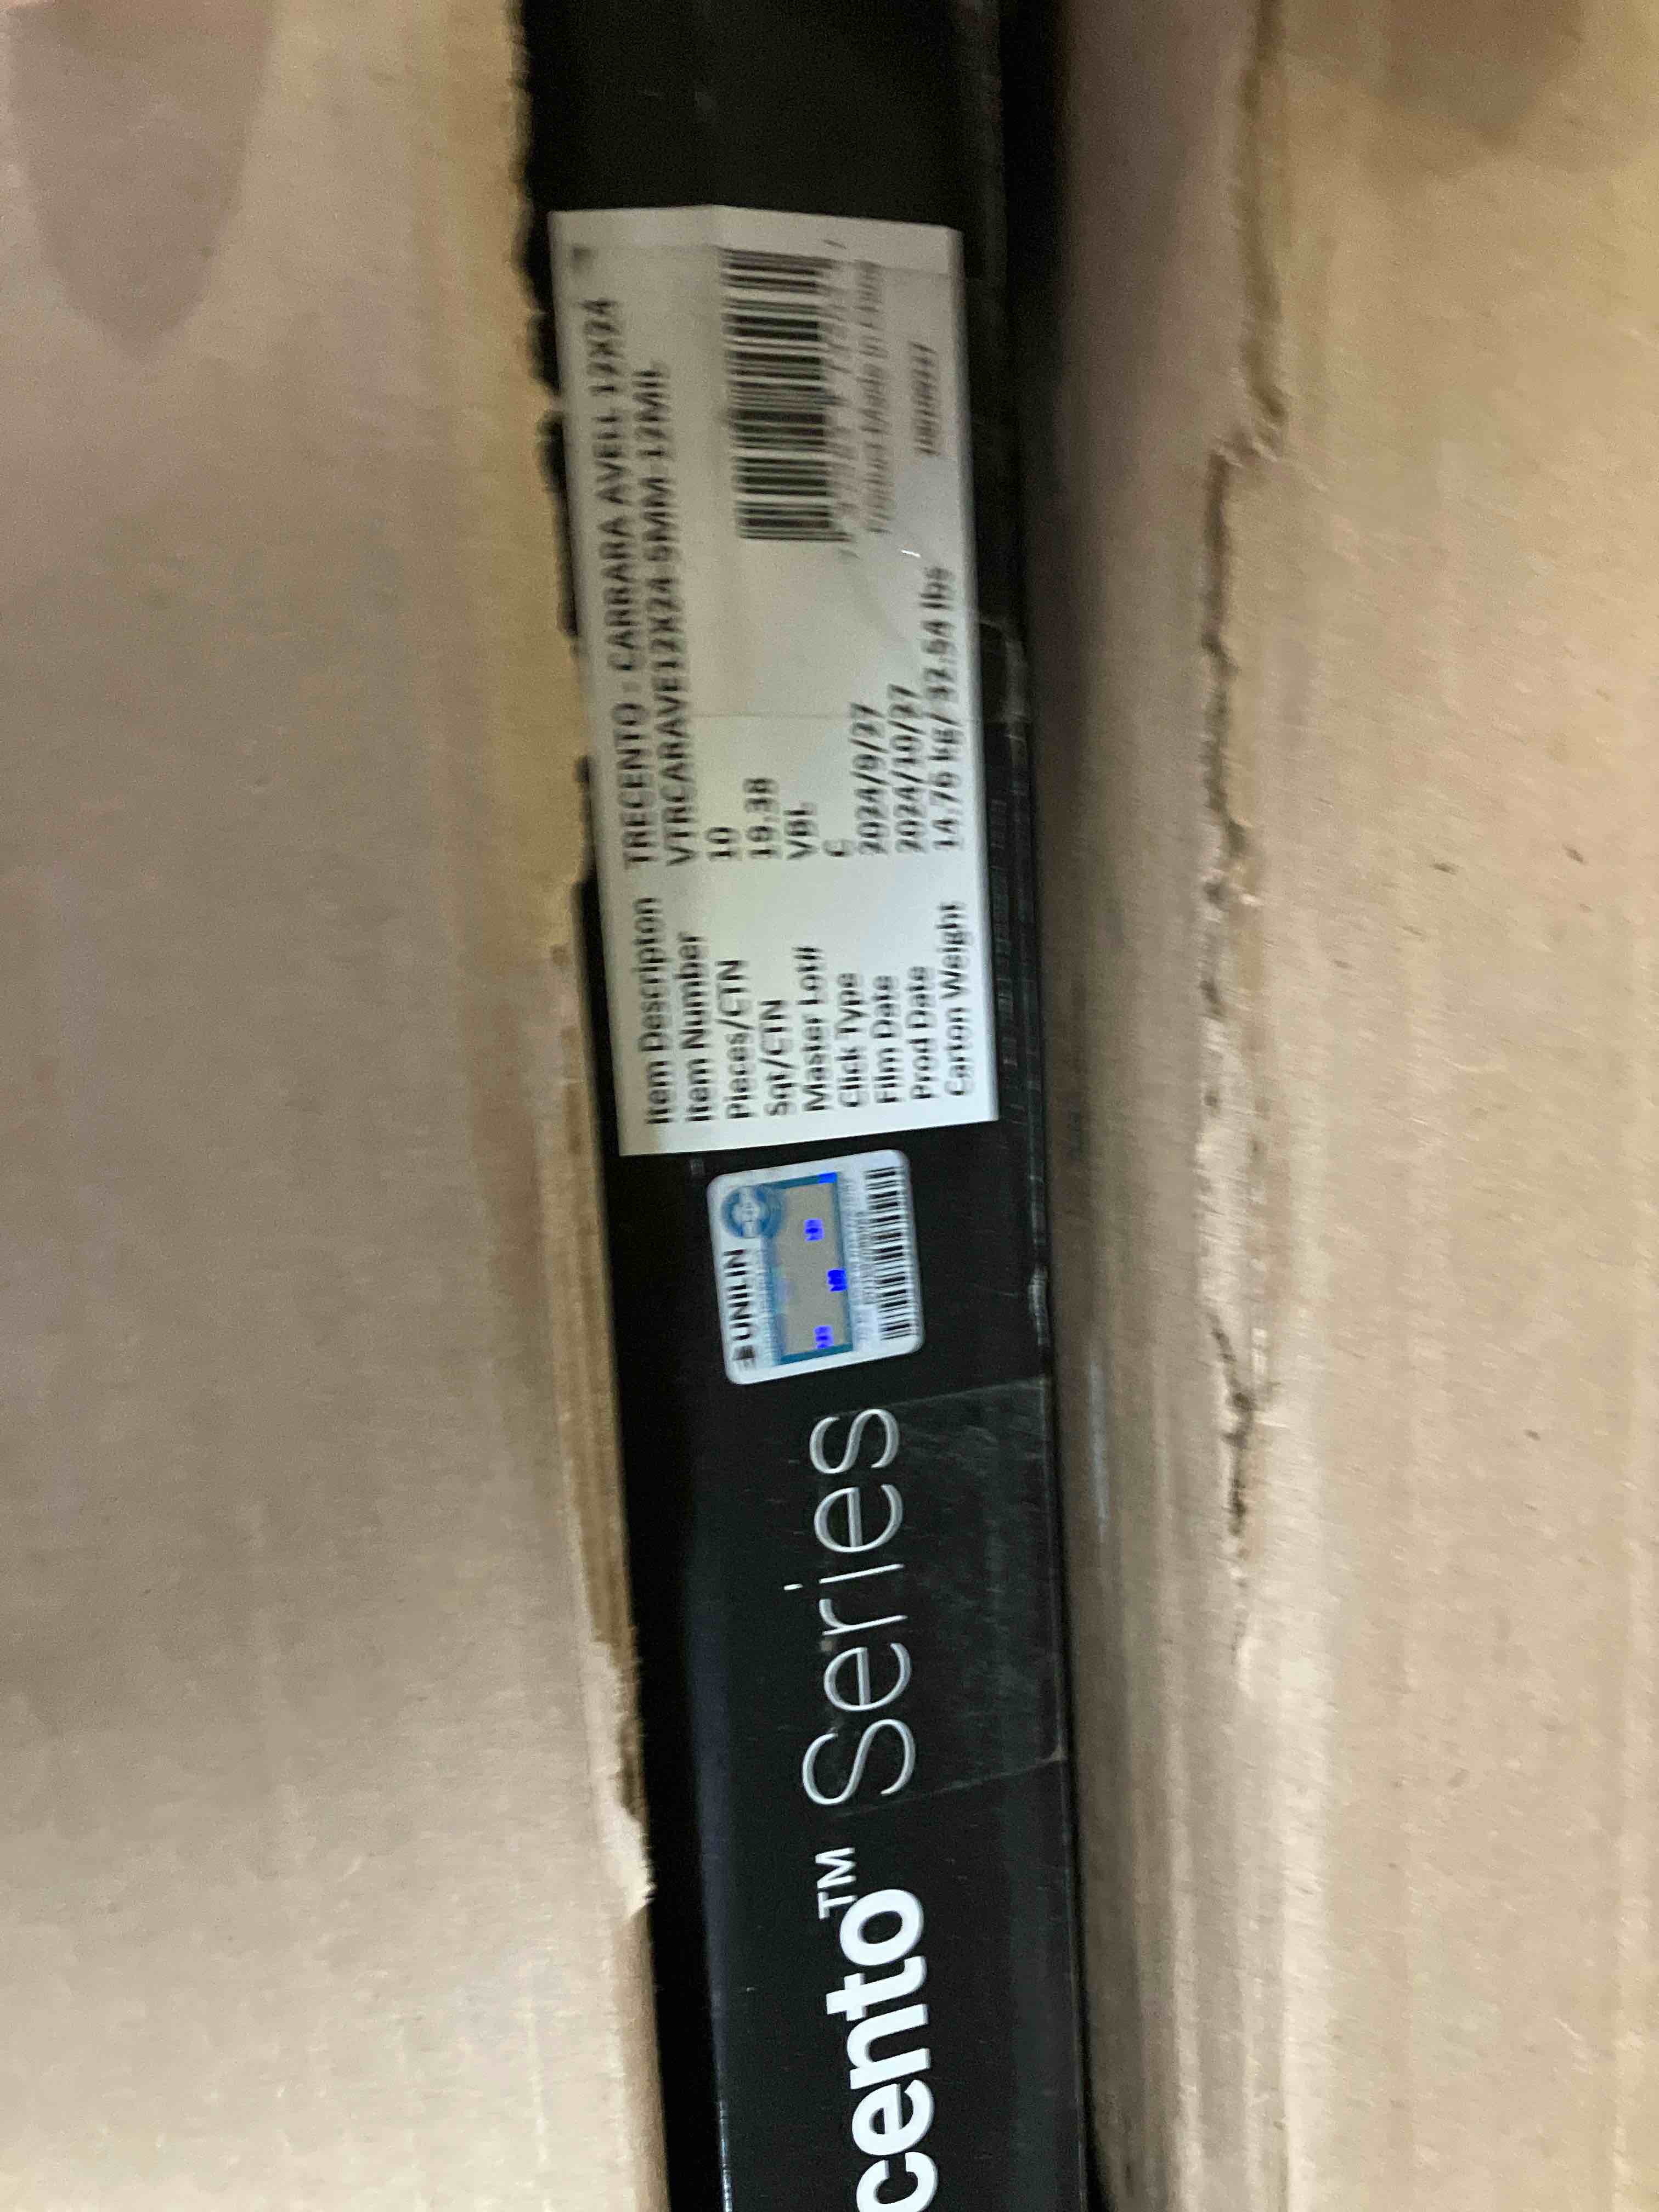 Item Descripton TRECENTO - CARRARA AVELL 12X24
Item Number VTRCARAVE12X24-5MM-12MIL
Pieces/CTN 10
Sqt/CTN 19.38
Master Lot# VBL
Click Type C
Film Date 2024/9/27
Prod Date 2024/10/27
Carton Weight 14.76 kg/ 32.54 lbs
UNILIN
cento™ Series